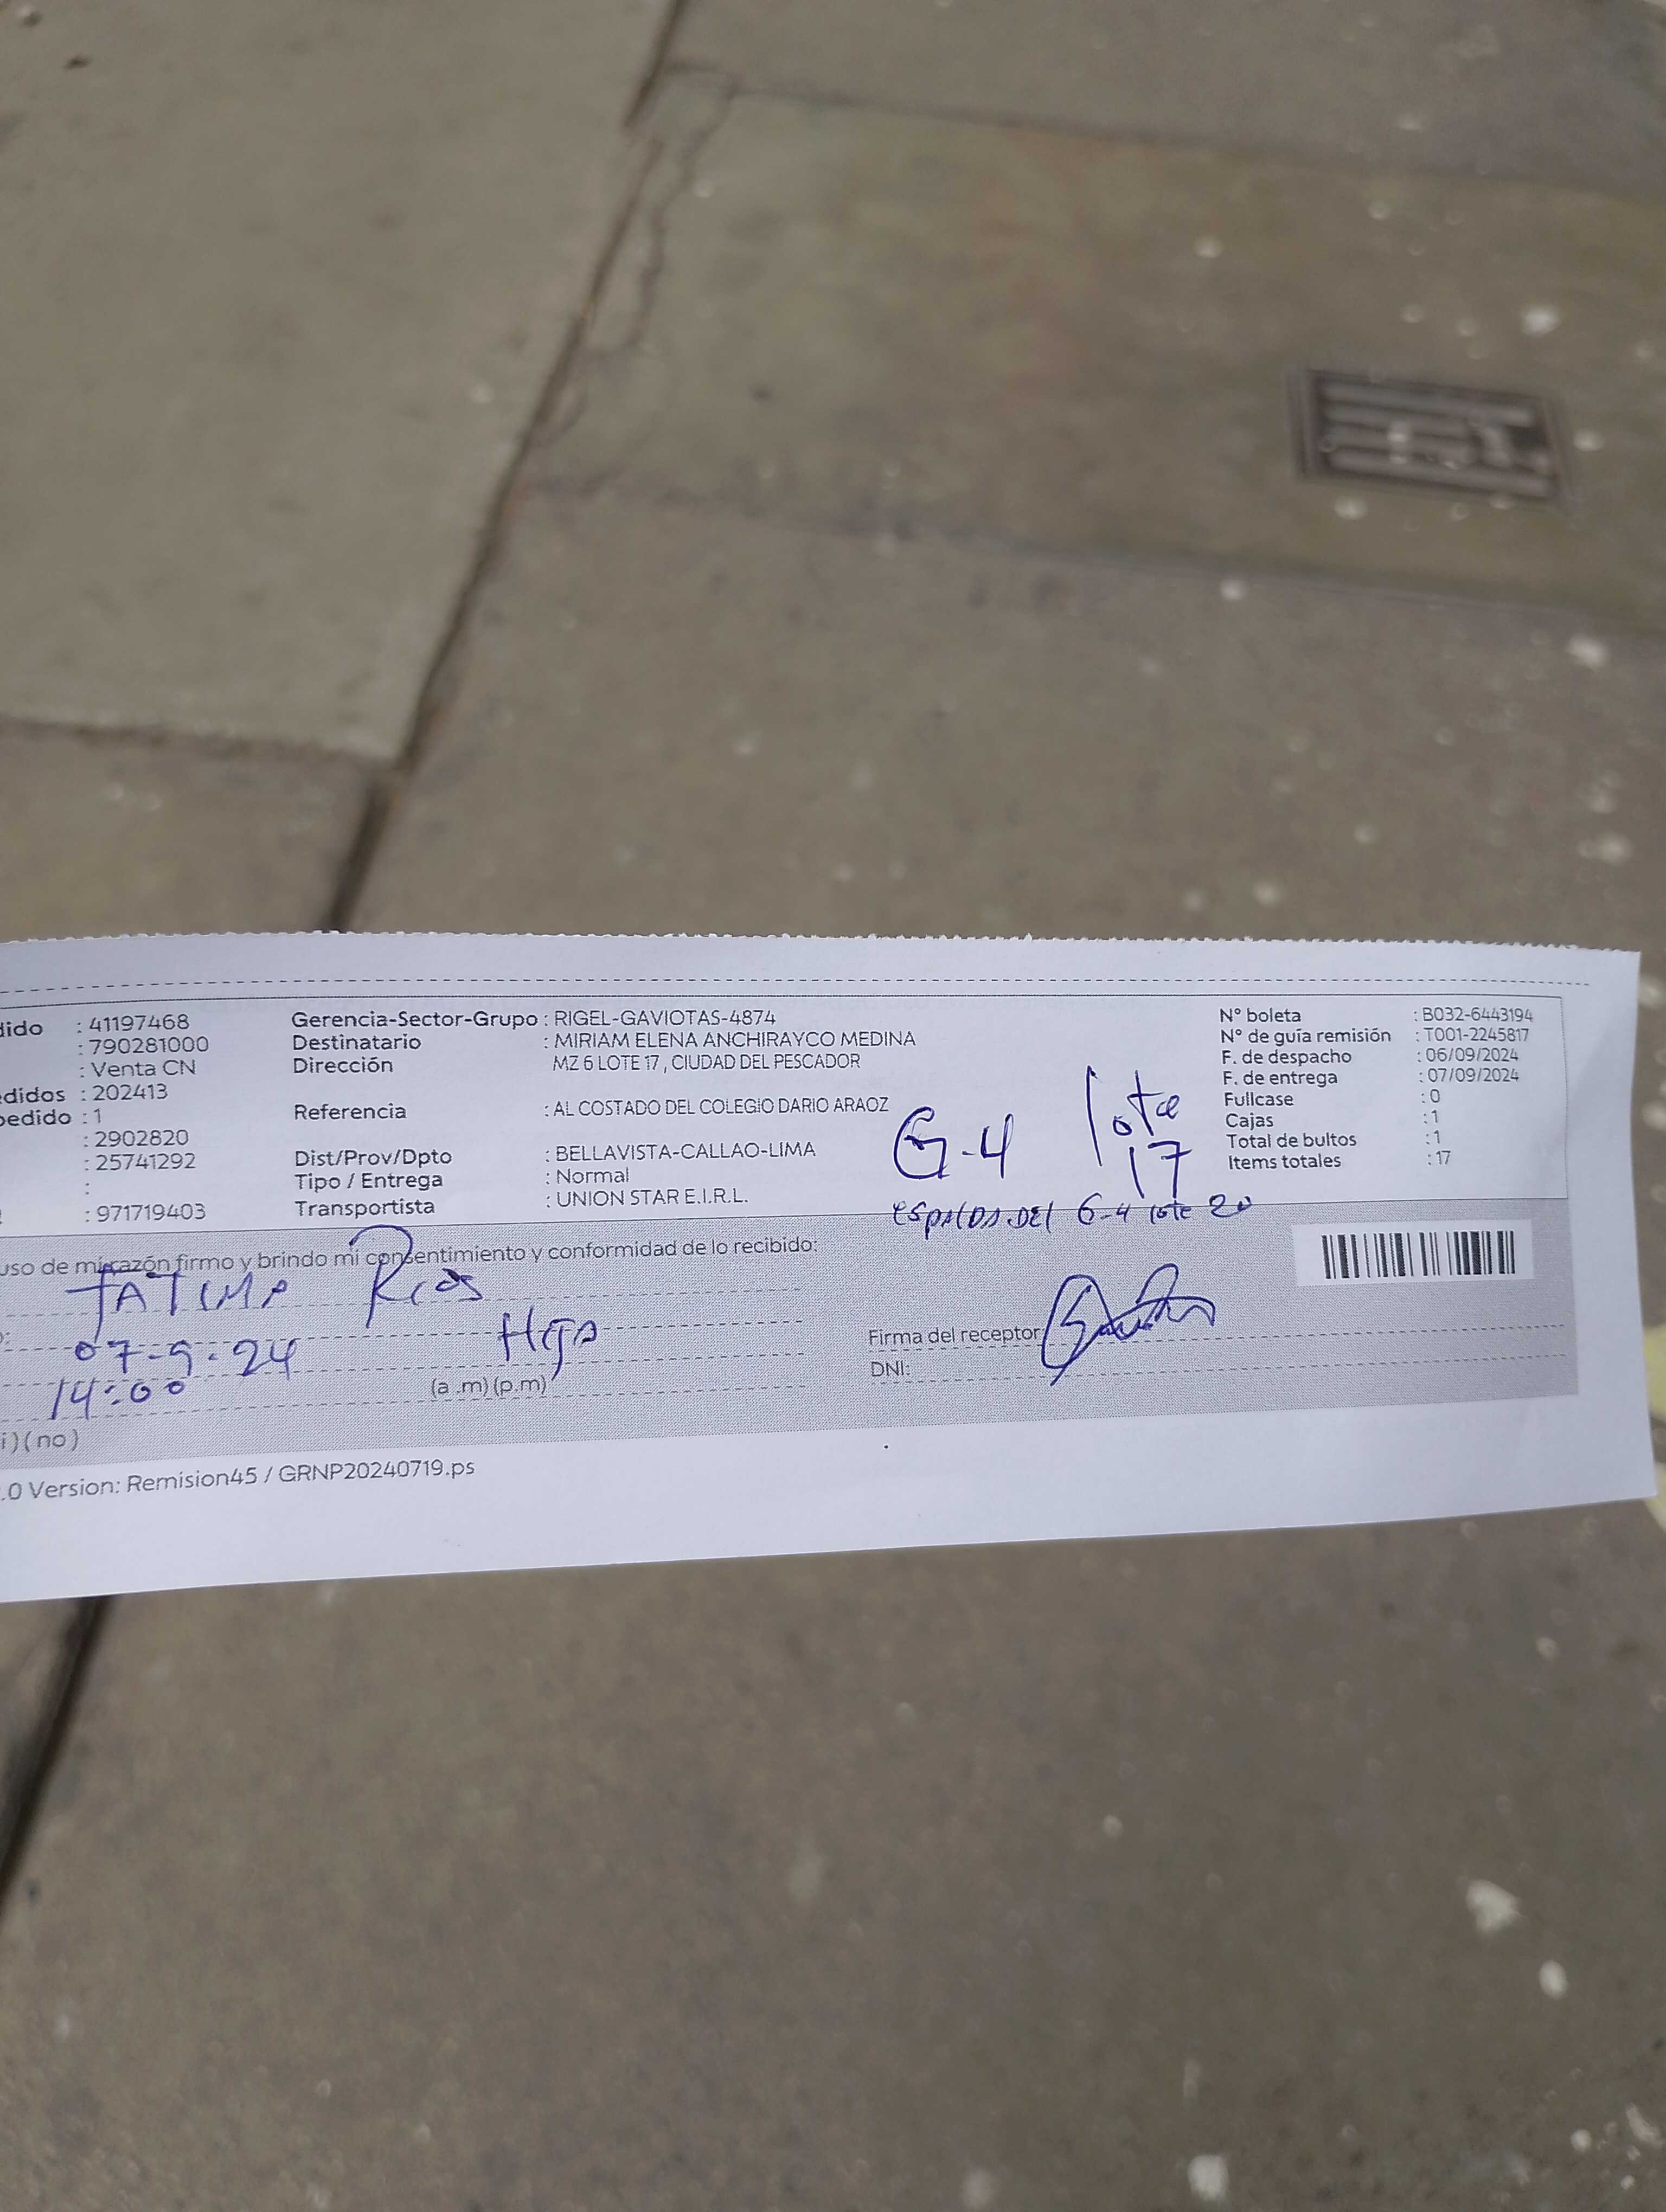 dido : 41197468
: 790281000
: Venta CN
edidos : 202413
pedido : 1
: 2902820
: 25741292
:
: 971719403
Gerencia-Sector-Grupo : RIGEL-GAVIOTAS-4874
Destinatario : MIRIAM ELENA ANCHIRAYCO MEDINA
Dirección MZ 6 LOTE 17 , CIUDAD DEL PESCADOR
Referencia : AL COSTADO DEL COLEGIO DARIO ARAOZ
Dist/Prov/Dpto : BELLAVISTA-CALLAO-LIMA
Tipo / Entrega : Normal
Transportista : UNION STAR E.I.R.L.
N° boleta : B032-6443194
N° de guía remisión : T001-2245817
F. de despacho : 06/09/2024
F. de entrega : 07/09/2024
Fullcase : 0
Cajas : 1
Total de bultos : 1
Items totales : 17
G-4 lote
17
espalda del G-4 lote 20
uso de mi razón firmo y brindo mi consentimiento y conformidad de lo recibido:
FATIMA Rios
Hija
07-9-24
14:00
(a .m) (p.m)
i) ( no )
Firma del receptor
DNI:
.0 Version: Remision45 / GRNP20240719.ps